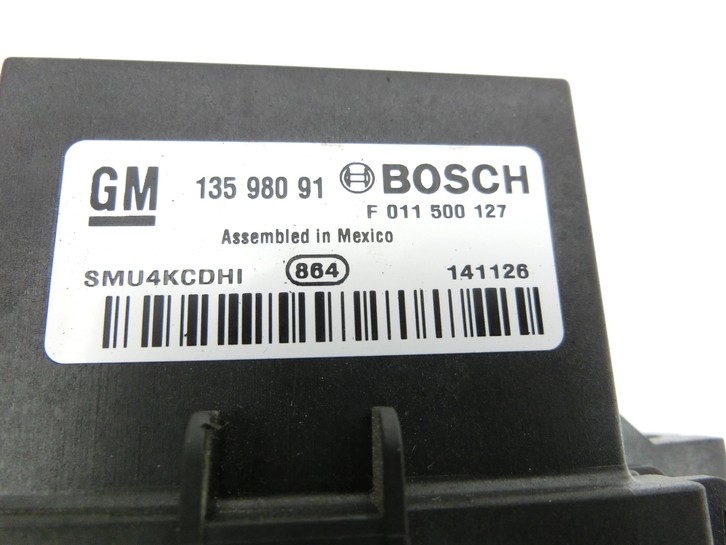 GM 135 980 91 BOSCH
F 011 500 127
Assembled in Mexico
SMU4KCDHI 864 141126